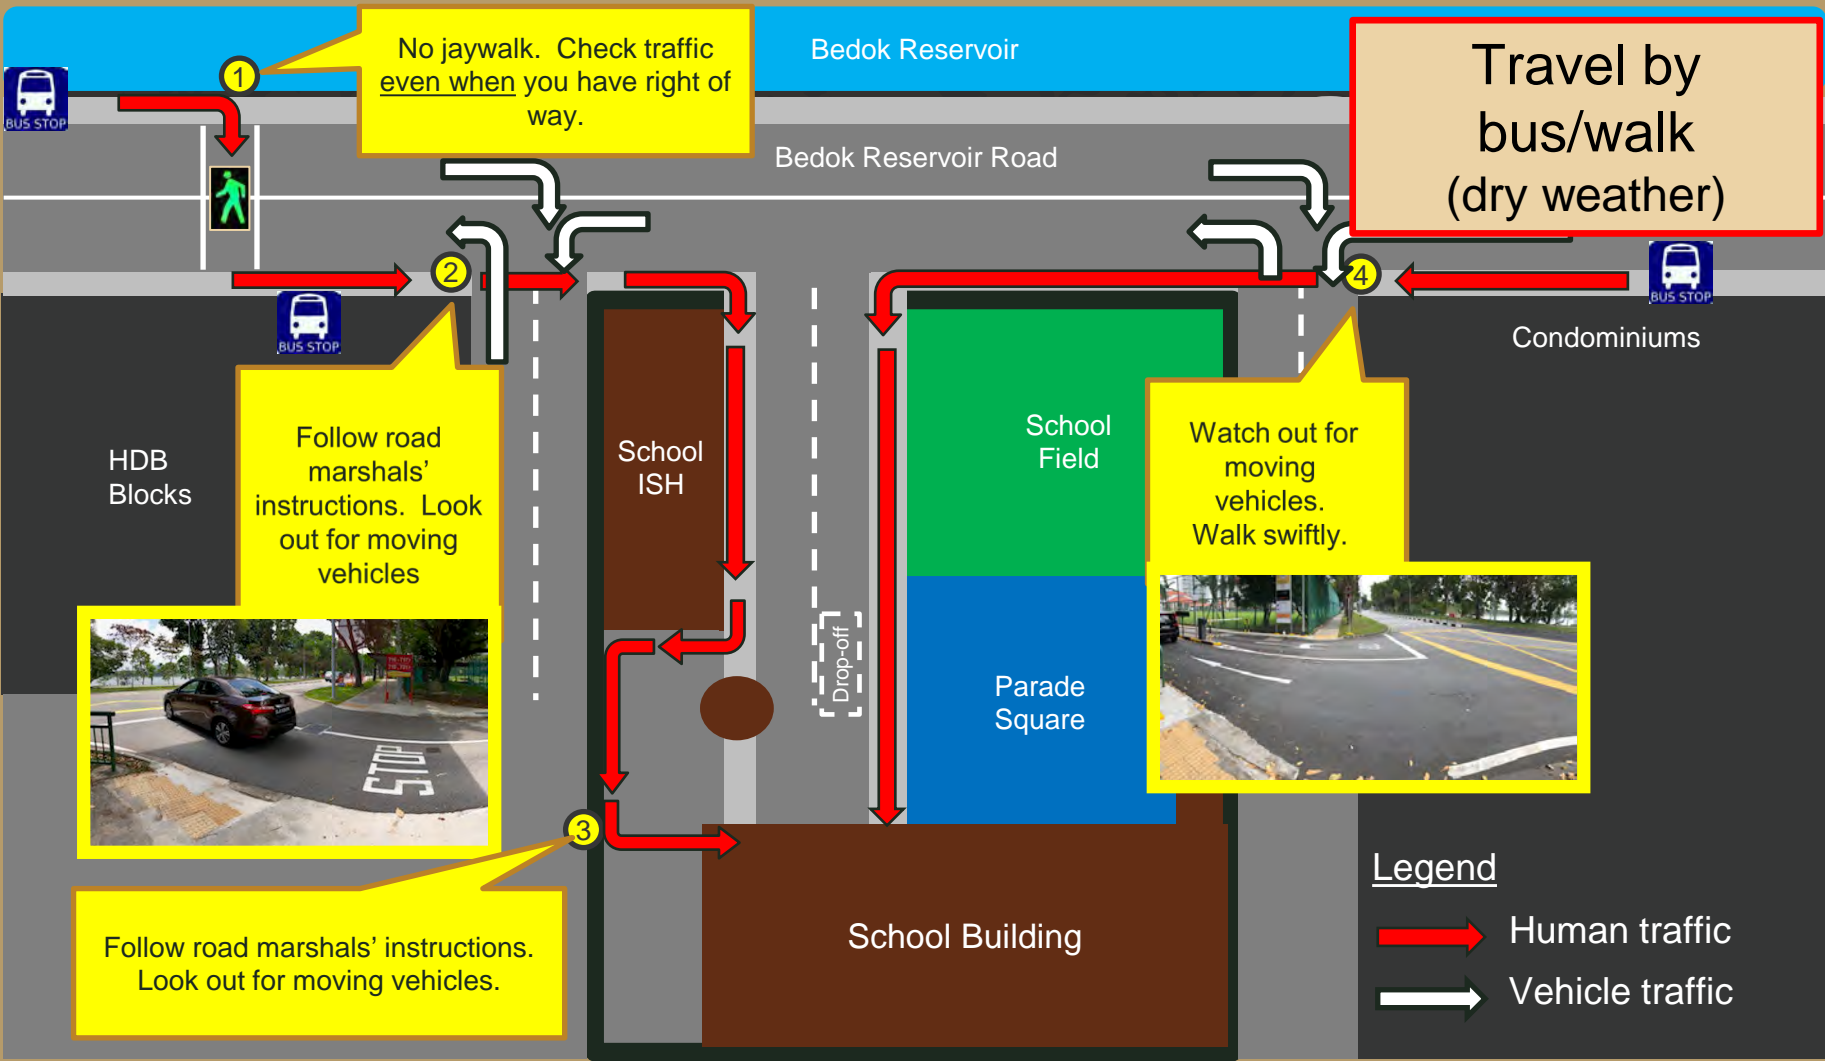 BUS STOP
1
No jaywalk. Check traffic
even when you have right of
way.
Bedok Reservoir
Travel by
bus/walk
(dry weather)
Bedok Reservoir Road
2
4
BUS STOP
BUS STOP
Condominiums
HDB
Blocks
Follow road
marshals’
instructions. Look
out for moving
vehicles
School
ISH
School
Field
Watch out for
moving
vehicles.
Walk swiftly.
Drop-off
Parade
Square
STOP
3
Follow road marshals’ instructions.
Look out for moving vehicles.
School Building
Legend
Human traffic
Vehicle traffic